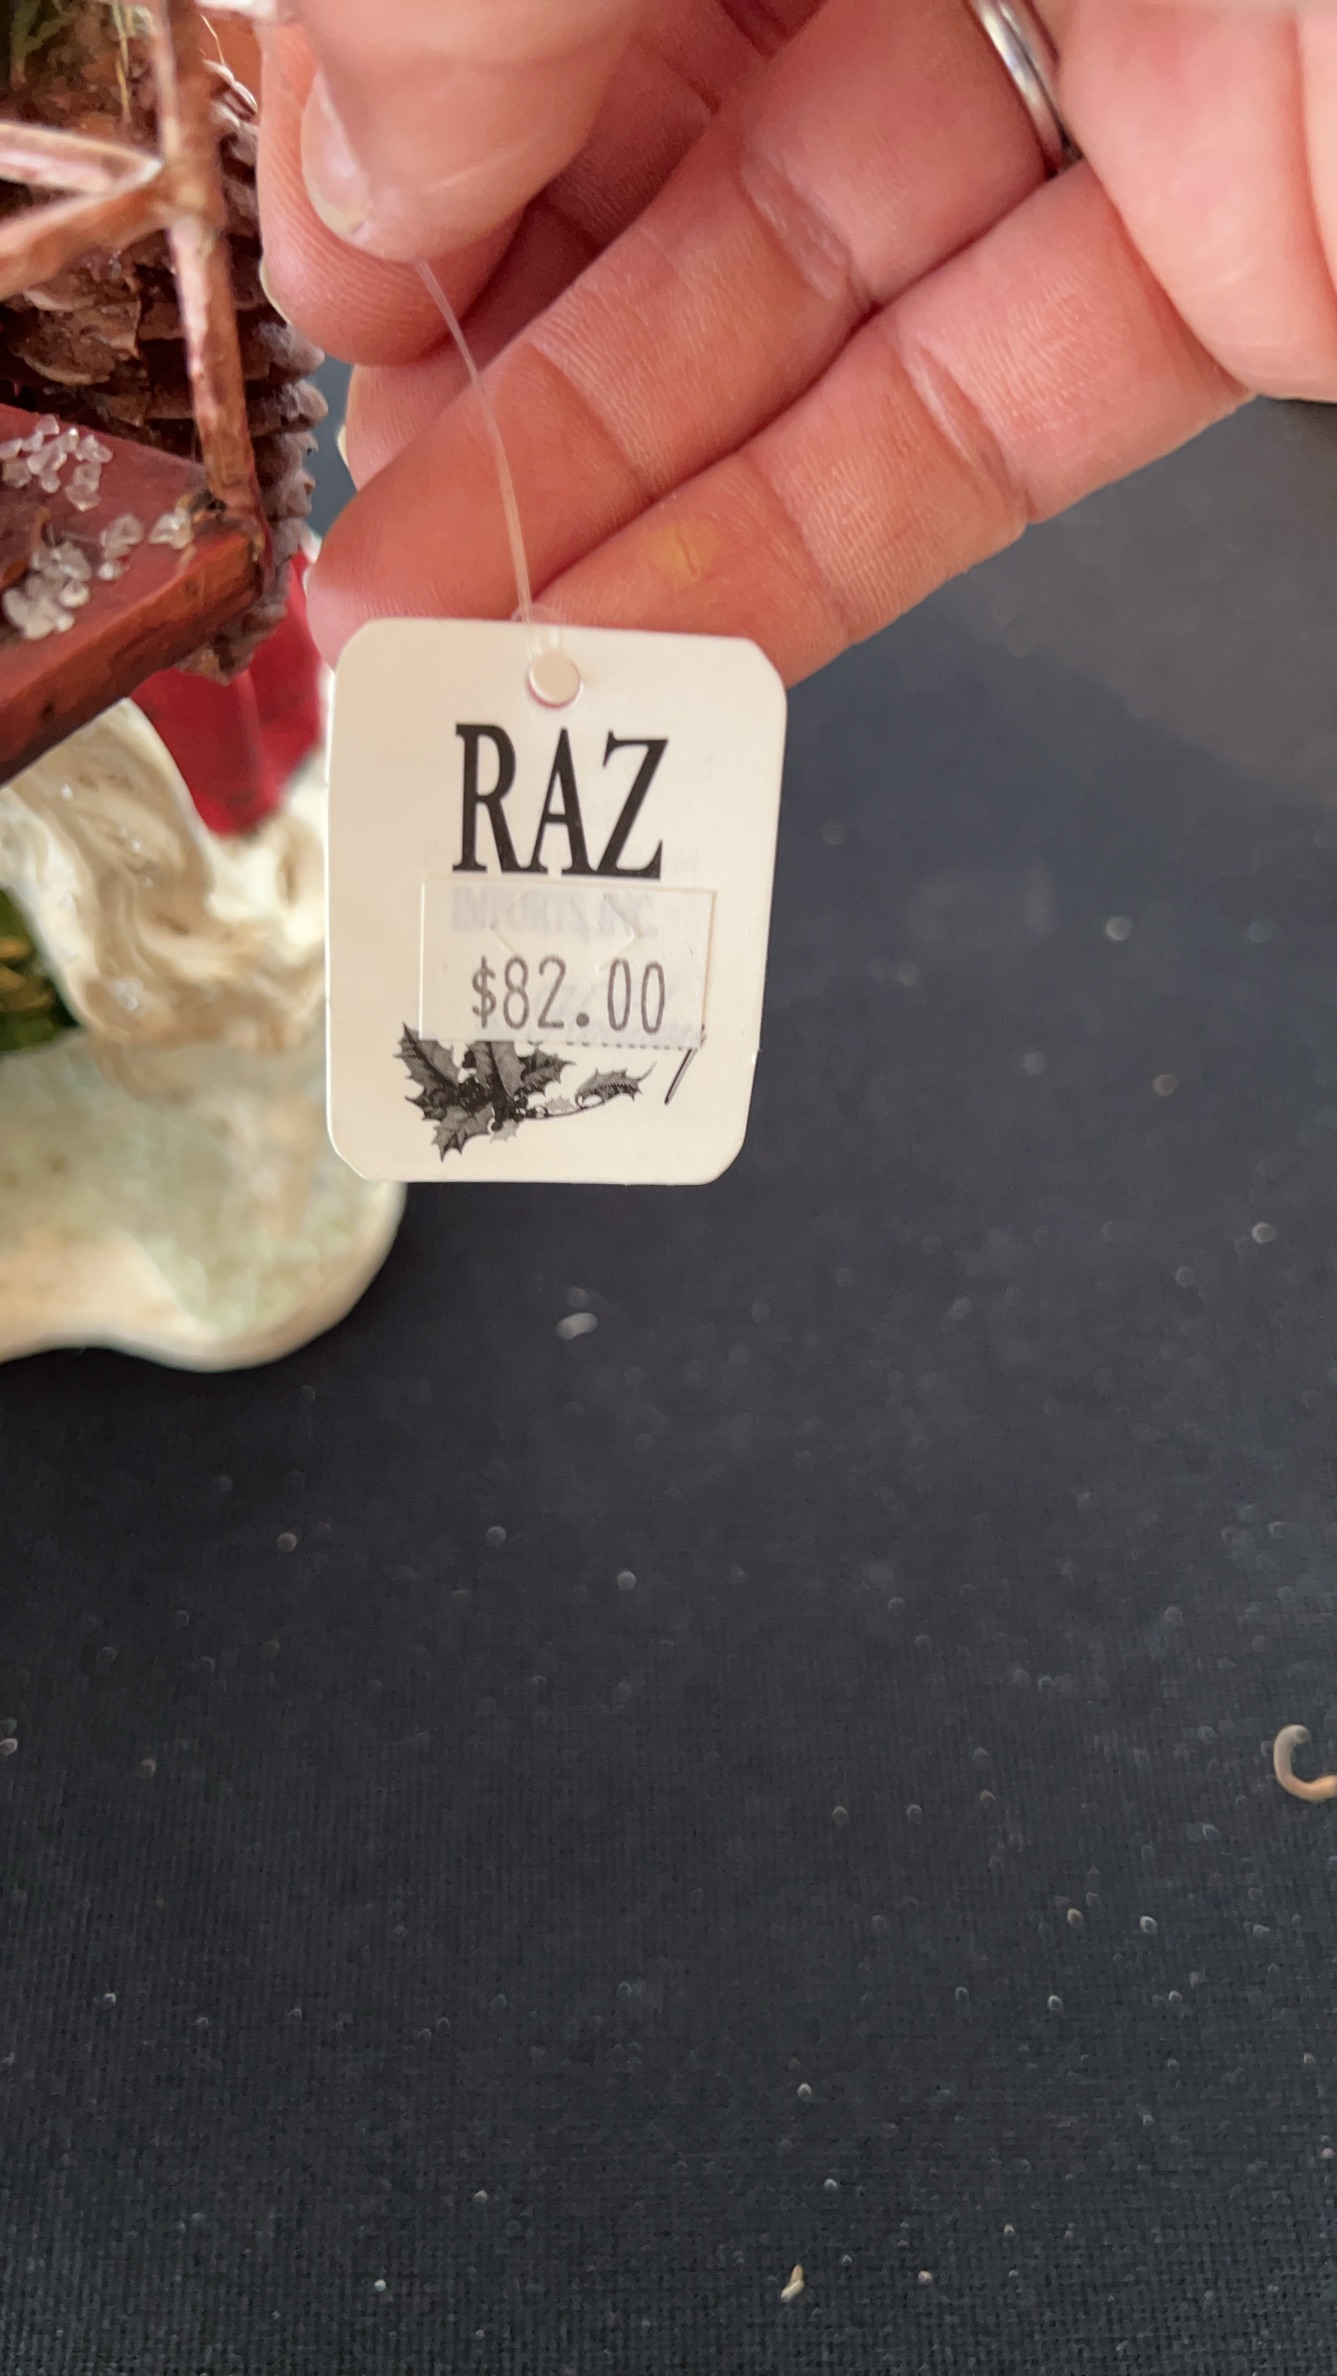 RAZ
IMPORTS, INC.
$82.00